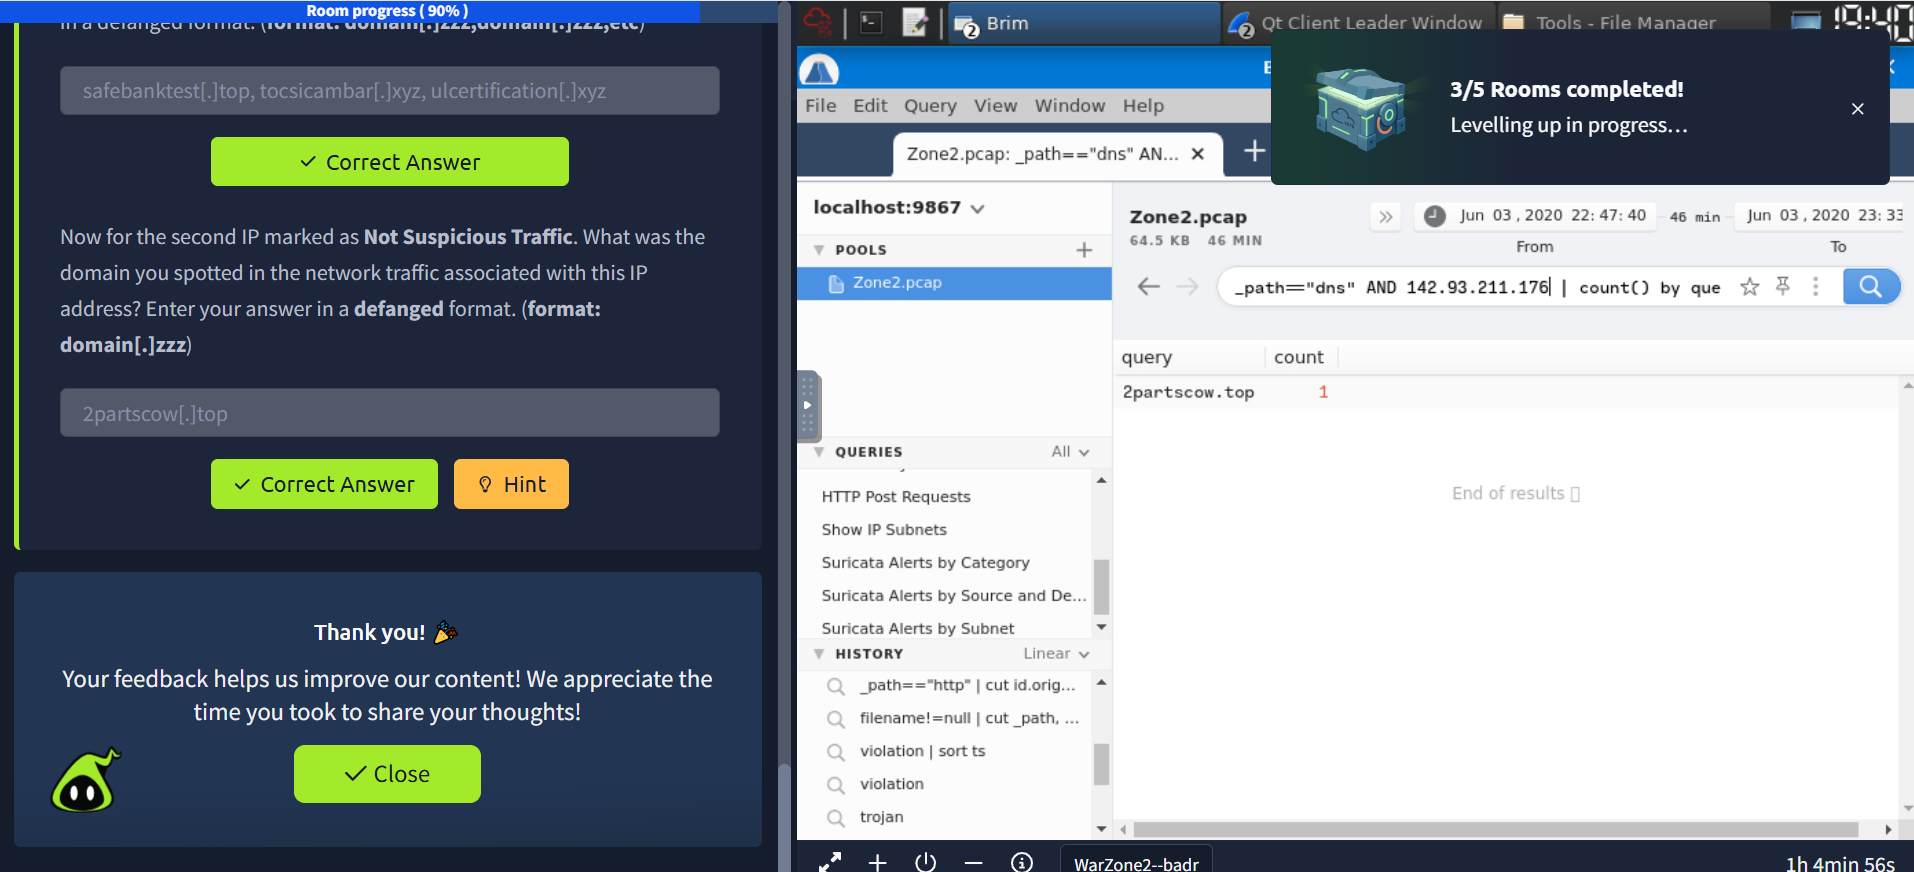 Room progress ( 90% )
in a defanged format. (format: domain[.]zzz,domain[.]zzz,etc)
safebanktest[.]top, tocsicambar[.]xyz, ulcertification[.]xyz
Correct Answer
Now for the second IP marked as Not Suspicious Traffic. What was the
domain you spotted in the network traffic associated with this IP
address? Enter your answer in a defanged format. (format:
domain[.]zzz)
2partscow[.]top
Correct Answer
Hint
Thank you!
Your feedback helps us improve our content! We appreciate the
time you took to share your thoughts!
Close
2 Brim
2 Qt Client Leader Window
Tools - File Manager
19:40
3/5 Rooms completed!
Levelling up in progress...
File Edit Query View Window Help
Zone2.pcap: _path=="dns" AN...
localhost:9867
POOLS
Zone2.pcap
QUERIES
All
HTTP Post Requests
Show IP Subnets
Suricata Alerts by Category
Suricata Alerts by Source and De...
Suricata Alerts by Subnet
HISTORY
Linear
_path=="http" | cut id.orig...
filename!=null | cut _path, ...
violation | sort ts
violation
trojan
Zone2.pcap
64.5 KB 46 MIN
Jun 03, 2020 22:47:40
46 min
Jun 03, 2020 23:33
From
To
_path=="dns" AND 142.93.211.176 | count() by que
query count
2partscow.top 1
End of results
WarZone2--badr
1h 4min 56s